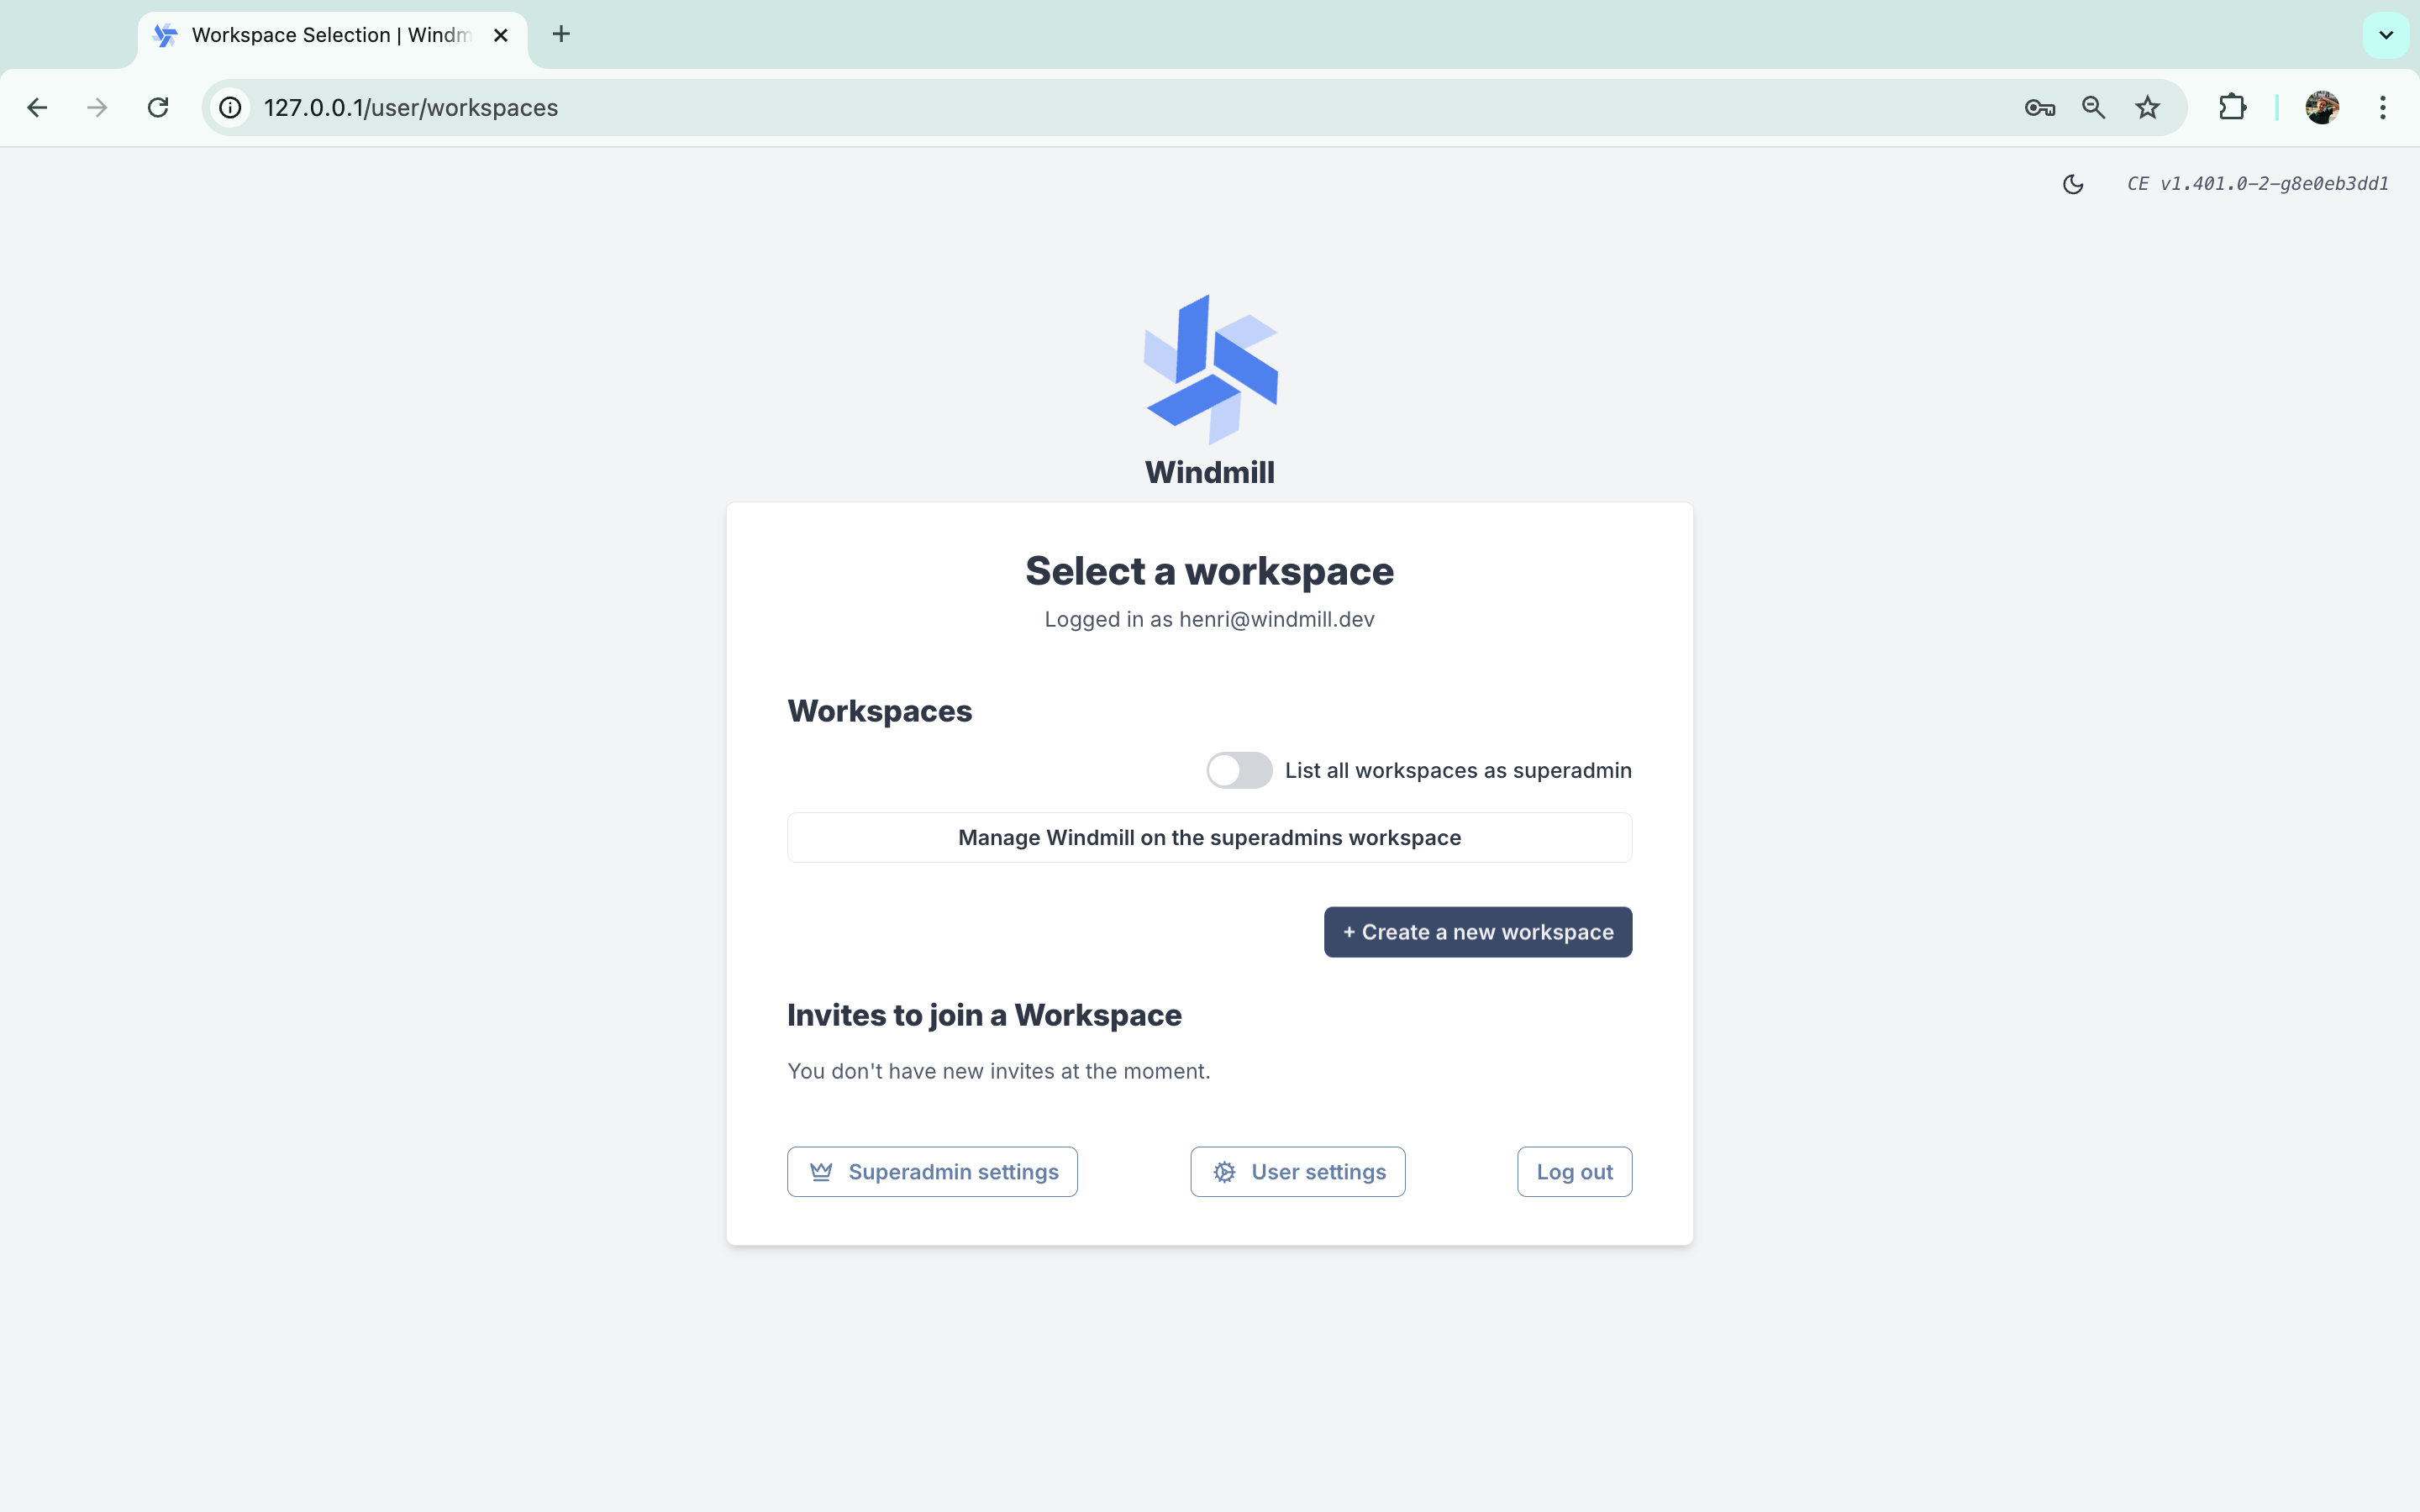 Workspace Selection | Windm
127.0.0.1/user/workspaces
CE v1.401.0-2-g8e0eb3dd1
Windmill
Select a workspace
Logged in as henri@windmill.dev
Workspaces
List all workspaces as superadmin
Manage Windmill on the superadmins workspace
+ Create a new workspace
Invites to join a Workspace
You don't have new invites at the moment.
Superadmin settings
User settings
Log out